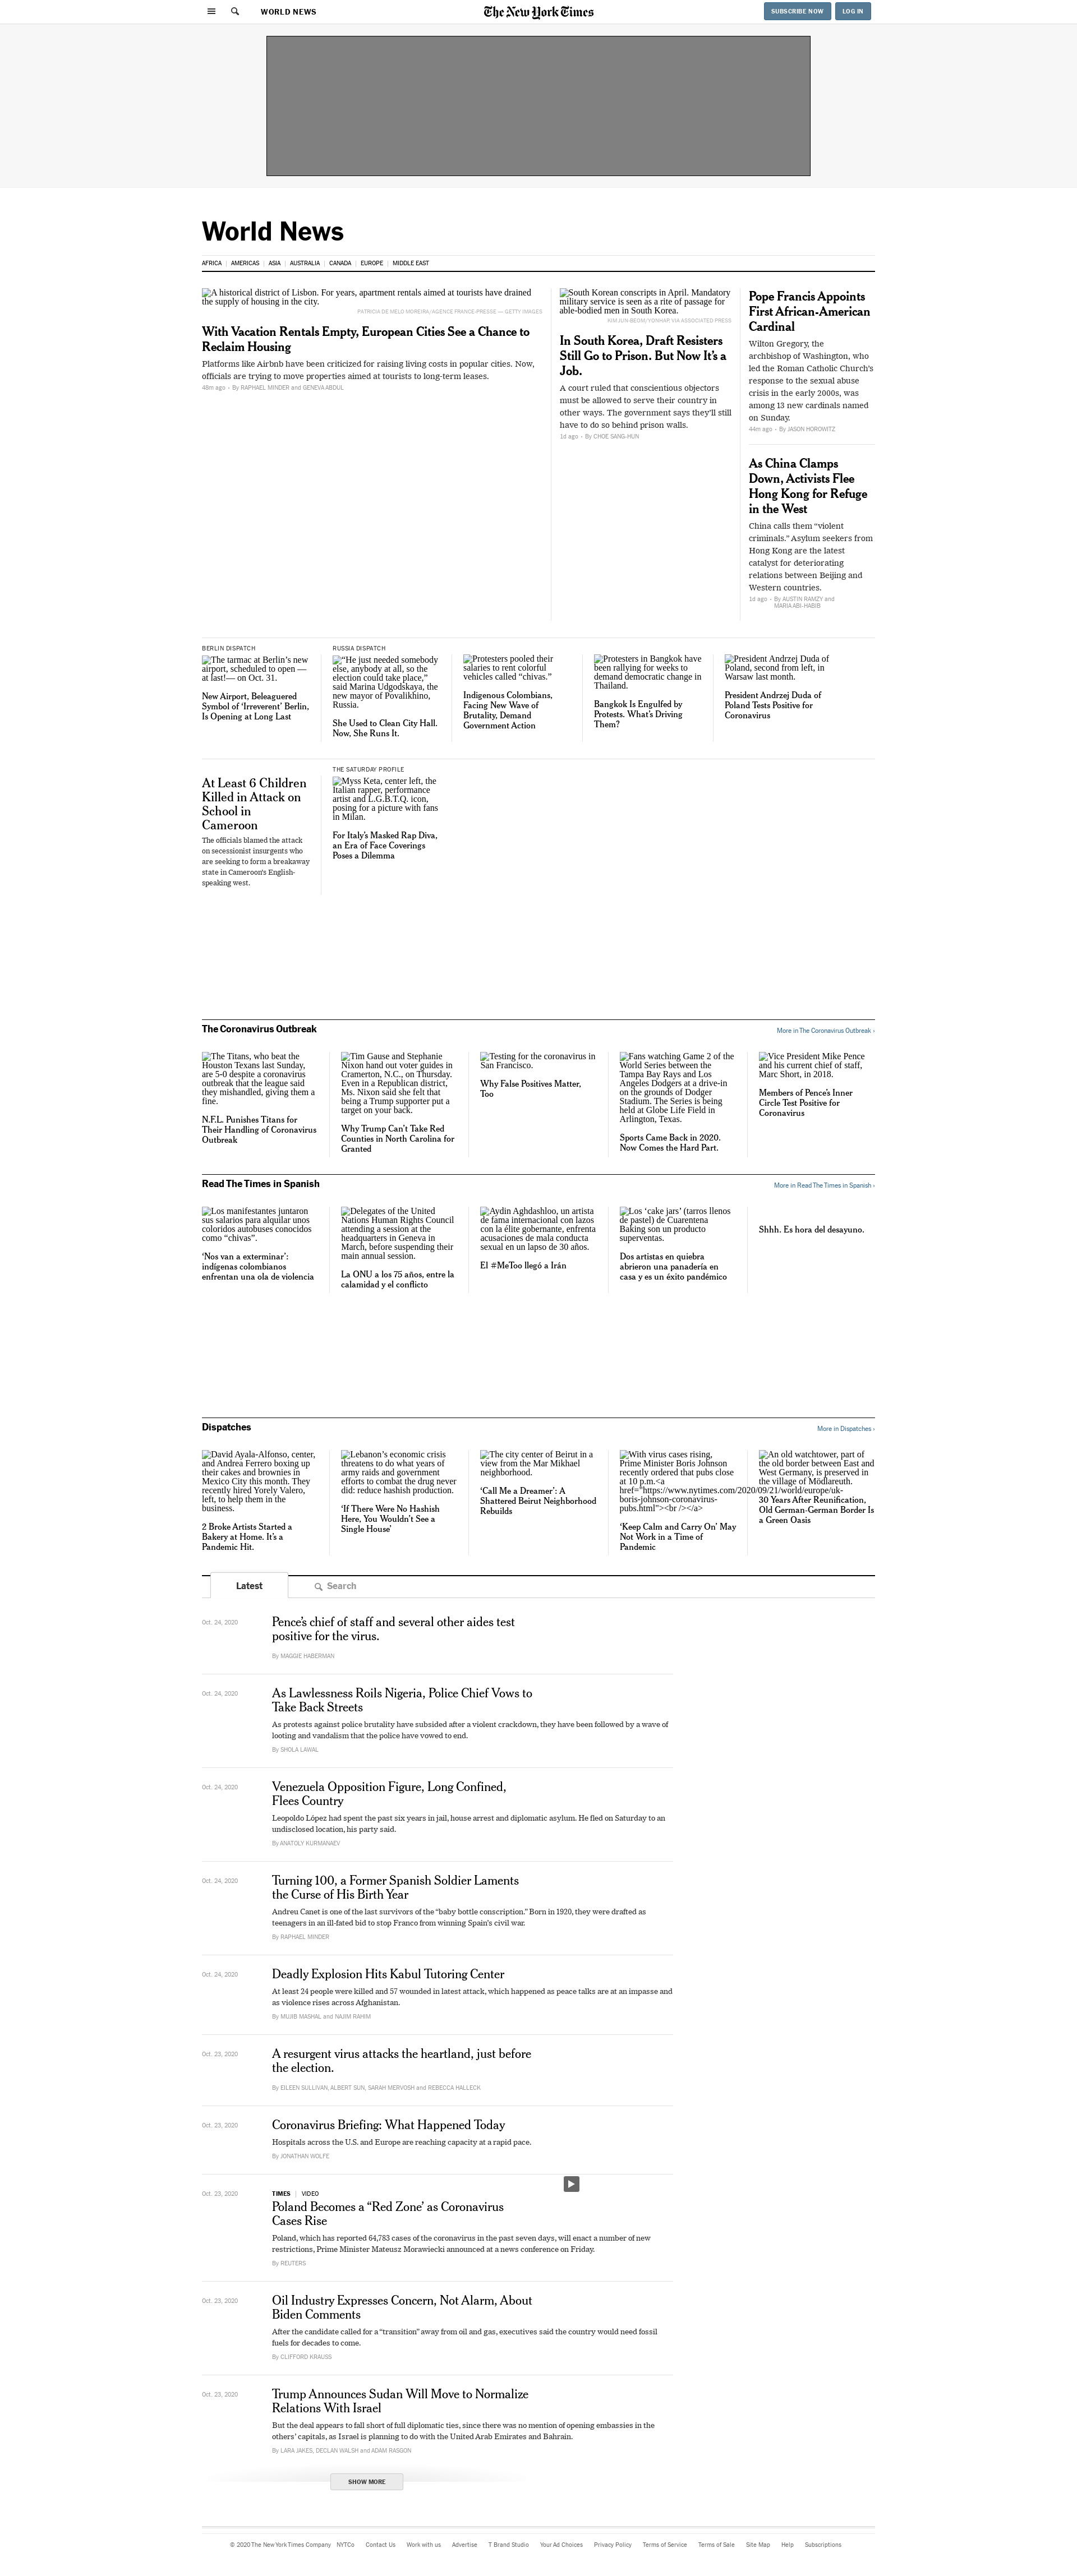 WORLD NEWS
The New York Times
SUBSCRIBE NOW
LOG IN
World News
AFRICA
AMERICAS
ASIA
AUSTRALIA
CANADA
EUROPE
MIDDLE EAST
A historical district of Lisbon. For years, apartment rentals aimed at tourists have drained
the supply of housing in the city.
PATRICIA DE MELO MOREIRA/AGENCE FRANCE-PRESSE — GETTY IMAGES
With Vacation Rentals Empty, European Cities See a Chance to
Reclaim Housing
Platforms like Airbnb have been criticized for raising living costs in popular cities. Now,
officials are trying to move properties aimed at tourists to long-term leases.
48m ago
By RAPHAEL MINDER and GENEVA ABDUL
South Korean conscripts in April. Mandatory
military service is seen as a rite of passage for
able-bodied men in South Korea.
KIM JUN-BEOM/YONHAP, VIA ASSOCIATED PRESS
In South Korea, Draft Resisters
Still Go to Prison. But Now It’s a
Job.
A court ruled that conscientious objectors
must be allowed to serve their country in
other ways. The government says they’ll still
have to do so behind prison walls.
1d ago
By CHOE SANG-HUN
Pope Francis Appoints
First African-American
Cardinal
Wilton Gregory, the
archbishop of Washington, who
led the Roman Catholic Church’s
response to the sexual abuse
crisis in the early 2000s, was
among 13 new cardinals named
on Sunday.
44m ago
By JASON HOROWITZ
As China Clamps
Down, Activists Flee
Hong Kong for Refuge
in the West
China calls them “violent
criminals.” Asylum seekers from
Hong Kong are the latest
catalyst for deteriorating
relations between Beijing and
Western countries.
1d ago
By AUSTIN RAMZY and
MARIA ABI-HABIB
BERLIN DISPATCH
The tarmac at Berlin’s new
airport, scheduled to open —
at last!— on Oct. 31.
New Airport, Beleaguered
Symbol of ‘Irreverent’ Berlin,
Is Opening at Long Last
RUSSIA DISPATCH
“He just needed somebody
else, anybody at all, so the
election could take place,”
said Marina Udgodskaya, the
new mayor of Povalikhino,
Russia.
She Used to Clean City Hall.
Now, She Runs It.
Protesters pooled their
salaries to rent colorful
vehicles called “chivas.”
Indigenous Colombians,
Facing New Wave of
Brutality, Demand
Government Action
Protesters in Bangkok have
been rallying for weeks to
demand democratic change in
Thailand.
Bangkok Is Engulfed by
Protests. What’s Driving
Them?
President Andrzej Duda of
Poland, second from left, in
Warsaw last month.
President Andrzej Duda of
Poland Tests Positive for
Coronavirus
At Least 6 Children
Killed in Attack on
School in
Cameroon
The officials blamed the attack
on secessionist insurgents who
are seeking to form a breakaway
state in Cameroon’s English-
speaking west.
THE SATURDAY PROFILE
Myss Keta, center left, the
Italian rapper, performance
artist and L.G.B.T.Q. icon,
posing for a picture with fans
in Milan.
For Italy’s Masked Rap Diva,
an Era of Face Coverings
Poses a Dilemma
The Coronavirus Outbreak
More in The Coronavirus Outbreak ›
The Titans, who beat the
Houston Texans last Sunday,
are 5-0 despite a coronavirus
outbreak that the league said
they mishandled, giving them a
fine.
N.F.L. Punishes Titans for
Their Handling of Coronavirus
Outbreak
Tim Gause and Stephanie
Nixon hand out voter guides in
Cramerton, N.C., on Thursday.
Even in a Republican district,
Ms. Nixon said she felt that
being a Trump supporter put a
target on your back.
Why Trump Can’t Take Red
Counties in North Carolina for
Granted
Testing for the coronavirus in
San Francisco.
Why False Positives Matter,
Too
Fans watching Game 2 of the
World Series between the
Tampa Bay Rays and Los
Angeles Dodgers at a drive-in
on the grounds of Dodger
Stadium. The Series is being
held at Globe Life Field in
Arlington, Texas.
Sports Came Back in 2020.
Now Comes the Hard Part.
Vice President Mike Pence
and his current chief of staff,
Marc Short, in 2018.
Members of Pence’s Inner
Circle Test Positive for
Coronavirus
Read The Times in Spanish
More in Read The Times in Spanish ›
Los manifestantes juntaron
sus salarios para alquilar unos
coloridos autobuses conocidos
como “chivas”.
‘Nos van a exterminar’:
indígenas colombianos
enfrentan una ola de violencia
Delegates of the United
Nations Human Rights Council
attending a session at the
headquarters in Geneva in
March, before suspending their
main annual session.
La ONU a los 75 años, entre la
calamidad y el conflicto
Aydin Aghdashloo, un artista
de fama internacional con lazos
con la élite gobernante, enfrenta
acusaciones de mala conducta
sexual en un lapso de 30 años.
El #MeToo llegó a Irán
Los ‘cake jars’ (tarros llenos
de pastel) de Cuarentena
Baking son un producto
superventas.
Dos artistas en quiebra
abrieron una panadería en
casa y es un éxito pandémico
Shhh. Es hora del desayuno.
Dispatches
More in Dispatches ›
David Ayala-Alfonso, center,
and Andrea Ferrero boxing up
their cakes and brownies in
Mexico City this month. They
recently hired Yorely Valero,
left, to help them in the
business.
2 Broke Artists Started a
Bakery at Home. It’s a
Pandemic Hit.
Lebanon’s economic crisis
threatens to do what years of
army raids and government
efforts to combat the drug never
did: reduce hashish production.
‘If There Were No Hashish
Here, You Wouldn’t See a
Single House’
The city center of Beirut in a
view from the Mar Mikhael
neighborhood.
‘Call Me a Dreamer’: A
Shattered Beirut Neighborhood
Rebuilds
With virus cases rising,
Prime Minister Boris Johnson
recently ordered that pubs close
at 10 p.m.<a
href="https://www.nytimes.com/2020/09/21/world/europe/uk-
boris-johnson-coronavirus-
pubs.html"><br /></a>
‘Keep Calm and Carry On’ May
Not Work in a Time of
Pandemic
An old watchtower, part of
the old border between East and
West Germany, is preserved in
the village of Mödlareuth.
30 Years After Reunification,
Old German-German Border Is
a Green Oasis
Latest
Search
Oct. 24, 2020
Pence’s chief of staff and several other aides test
positive for the virus.
By MAGGIE HABERMAN
Oct. 24, 2020
As Lawlessness Roils Nigeria, Police Chief Vows to
Take Back Streets
As protests against police brutality have subsided after a violent crackdown, they have been followed by a wave of
looting and vandalism that the police have vowed to end.
By SHOLA LAWAL
Oct. 24, 2020
Venezuela Opposition Figure, Long Confined,
Flees Country
Leopoldo López had spent the past six years in jail, house arrest and diplomatic asylum. He fled on Saturday to an
undisclosed location, his party said.
By ANATOLY KURMANAEV
Oct. 24, 2020
Turning 100, a Former Spanish Soldier Laments
the Curse of His Birth Year
Andreu Canet is one of the last survivors of the “baby bottle conscription.” Born in 1920, they were drafted as
teenagers in an ill-fated bid to stop Franco from winning Spain’s civil war.
By RAPHAEL MINDER
Oct. 24, 2020
Deadly Explosion Hits Kabul Tutoring Center
At least 24 people were killed and 57 wounded in latest attack, which happened as peace talks are at an impasse and
as violence rises across Afghanistan.
By MUJIB MASHAL and NAJIM RAHIM
Oct. 23, 2020
A resurgent virus attacks the heartland, just before
the election.
By EILEEN SULLIVAN, ALBERT SUN, SARAH MERVOSH and REBECCA HALLECK
Oct. 23, 2020
Coronavirus Briefing: What Happened Today
Hospitals across the U.S. and Europe are reaching capacity at a rapid pace.
By JONATHAN WOLFE
Oct. 23, 2020
TIMES | VIDEO
Poland Becomes a “Red Zone’ as Coronavirus
Cases Rise
Poland, which has reported 64,783 cases of the coronavirus in the past seven days, will enact a number of new
restrictions, Prime Minister Mateusz Morawiecki announced at a news conference on Friday.
By REUTERS
Oct. 23, 2020
Oil Industry Expresses Concern, Not Alarm, About
Biden Comments
After the candidate called for a “transition” away from oil and gas, executives said the country would need fossil
fuels for decades to come.
By CLIFFORD KRAUSS
Oct. 23, 2020
Trump Announces Sudan Will Move to Normalize
Relations With Israel
But the deal appears to fall short of full diplomatic ties, since there was no mention of opening embassies in the
others’ capitals, as Israel is planning to do with the United Arab Emirates and Bahrain.
By LARA JAKES, DECLAN WALSH and ADAM RASGON
SHOW MORE
© 2020 The New York Times Company
NYTCo
Contact Us
Work with us
Advertise
T Brand Studio
Your Ad Choices
Privacy Policy
Terms of Service
Terms of Sale
Site Map
Help
Subscriptions